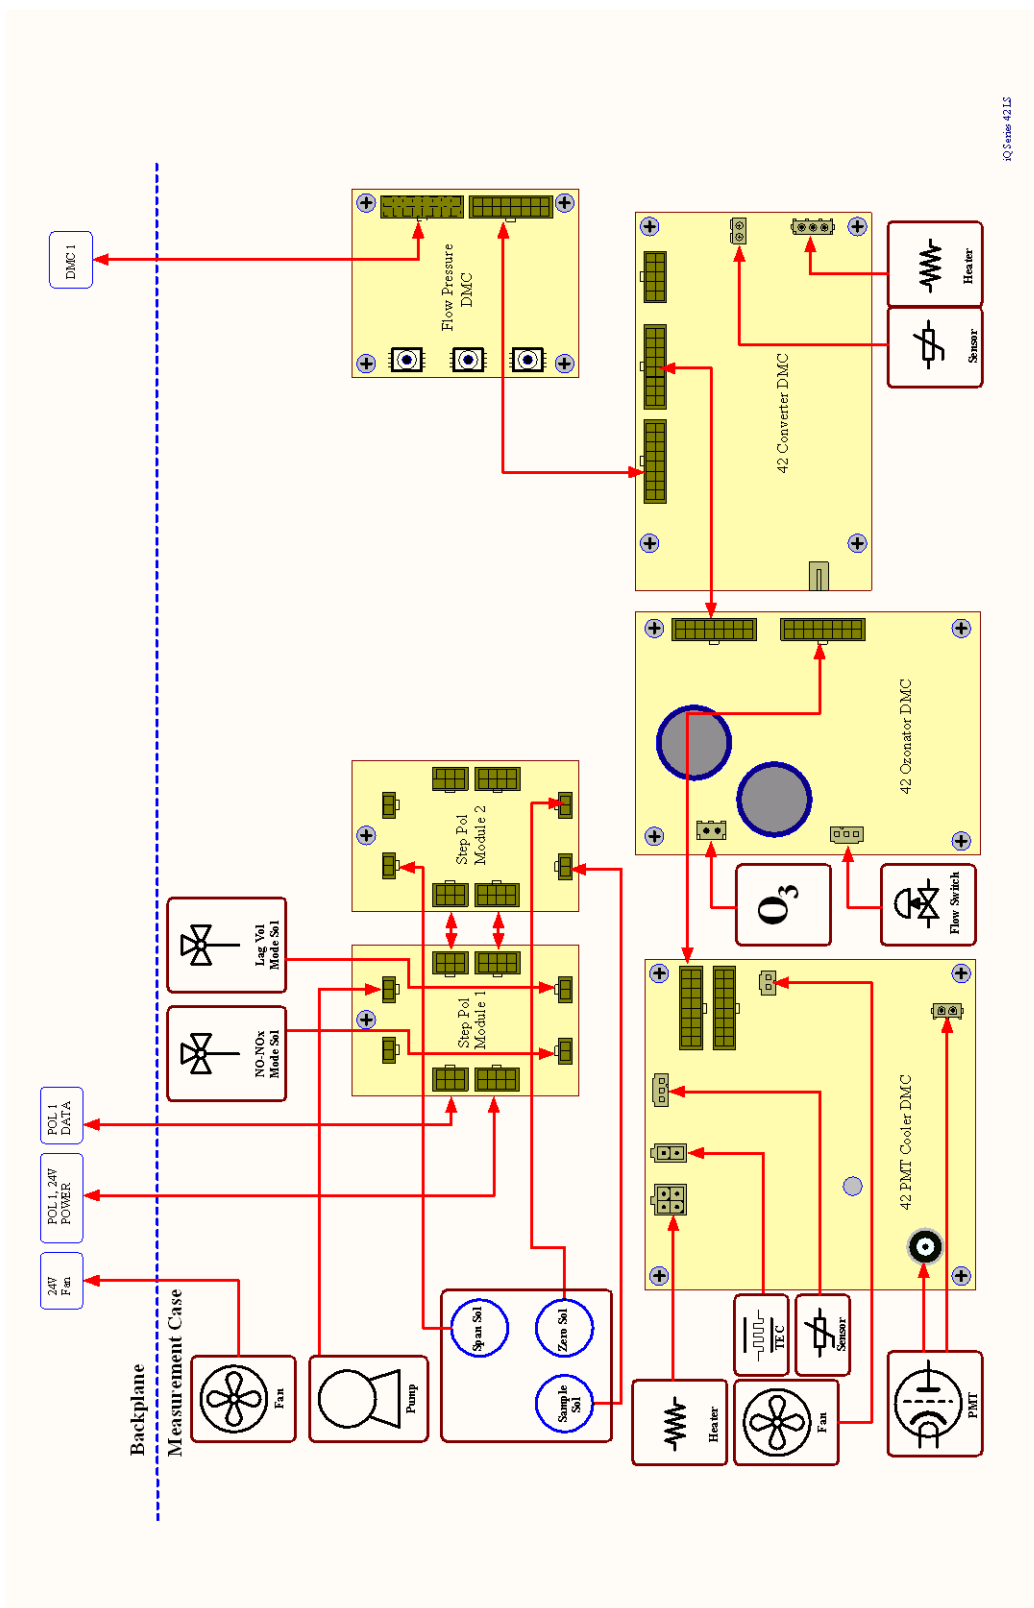 Backplane
Measurement Case
24V
Fan
POL 1, 24V
POWER
POL 1
DATA
DMC 1
Fan
NO-NOx
Mode Sol
Lag Vol
Mode Sol
Pump
Span Sol
Zero Sol
Sample
Sol
Step Pol
Module 1
Step Pol
Module 2
Flow Pressure
DMC
Heater
Fan
TEC
Sensor
PMT
42 PMT Cooler DMC
O3
Flow Switch
42 Ozonator DMC
42 Converter DMC
Sensor
Heater
iQ Series 42 LS